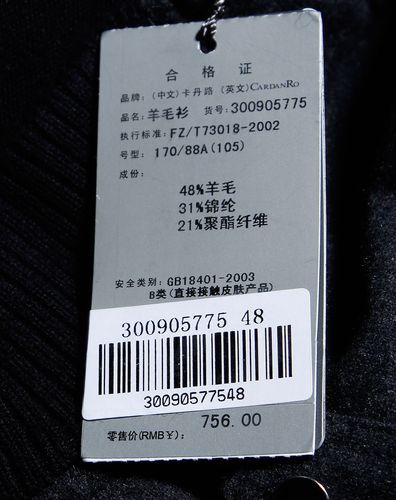 合格证
品牌: (中文)卡丹路 (英文)CARDANRO
品名: 羊毛衫 货号: 300905775
执行标准: FZ/T73018-2002
号型: 170/88A(105)
成份:
48%羊毛
31%锦纶
21%聚酯纤维
安全类别: GB18401-2003
B类(直接接触皮肤产品)
300905775 48
30090577548
756.00
零售价(RMB¥):